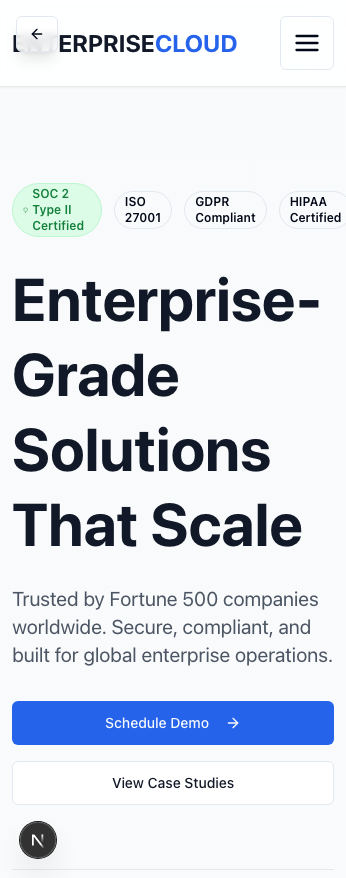 ENTERPRISECLOUD
SOC 2
Type II
Certified
ISO
27001
GDPR
Compliant
HIPAA
Certified
Enterprise-
Grade
Solutions
That Scale
Trusted by Fortune 500 companies
worldwide. Secure, compliant, and
built for global enterprise operations.
Schedule Demo
View Case Studies
N